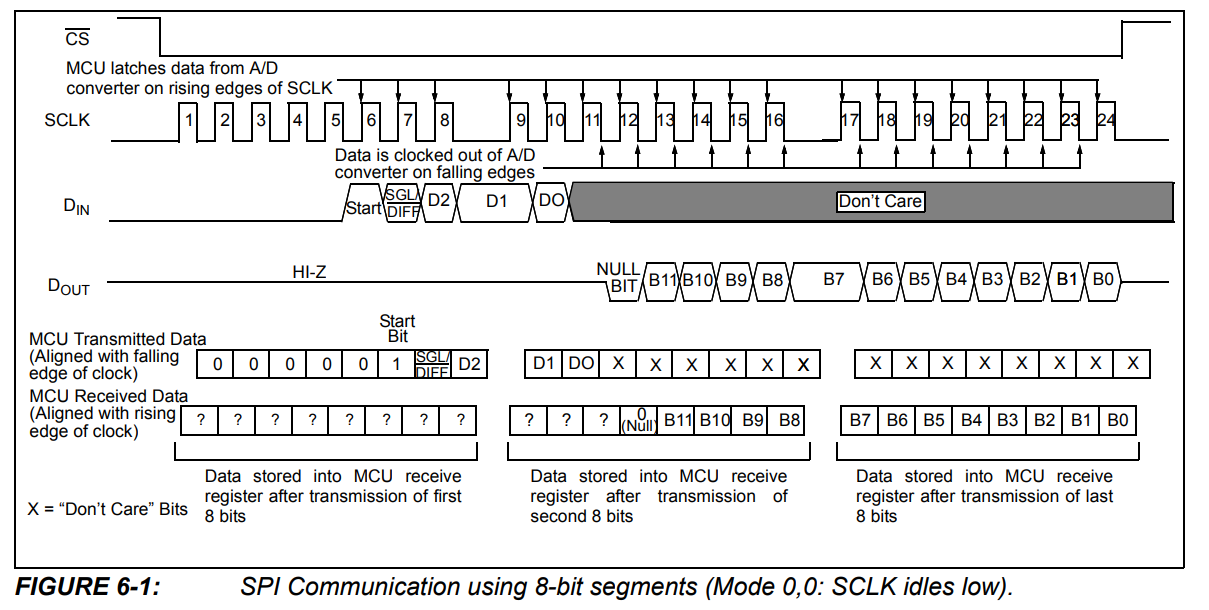 CS
MCU latches data from A/D
converter on rising edges of SCLK
SCLK
1 2 3 4 5 6 7 8 9 10 11 12 13 14 15 16 17 18 19 20 21 22 23 24
Data is clocked out of A/D
converter on falling edges
DIN
Start SGL/ DIFF D2 D1 DO Don't Care
HI-Z
DOUT
NULL BIT B11 B10 B9 B8 B7 B6 B5 B4 B3 B2 B1 B0
Start
Bit
MCU Transmitted Data
(Aligned with falling
edge of clock)
0 0 0 0 0 1 SGL/ DIFF D2 D1 DO X X X X X X X X X X X X X X
MCU Received Data
(Aligned with rising
edge of clock)
? ? ? ? ? ? ? ? ? ? ? 0 (Null) B11 B10 B9 B8 B7 B6 B5 B4 B3 B2 B1 B0
Data stored into MCU receive
register after transmission of first
8 bits
Data stored into MCU receive
register after transmission of
second 8 bits
Data stored into MCU receive
register after transmission of last
8 bits
X = “Don't Care” Bits
FIGURE 6-1: SPI Communication using 8-bit segments (Mode 0,0: SCLK idles low).